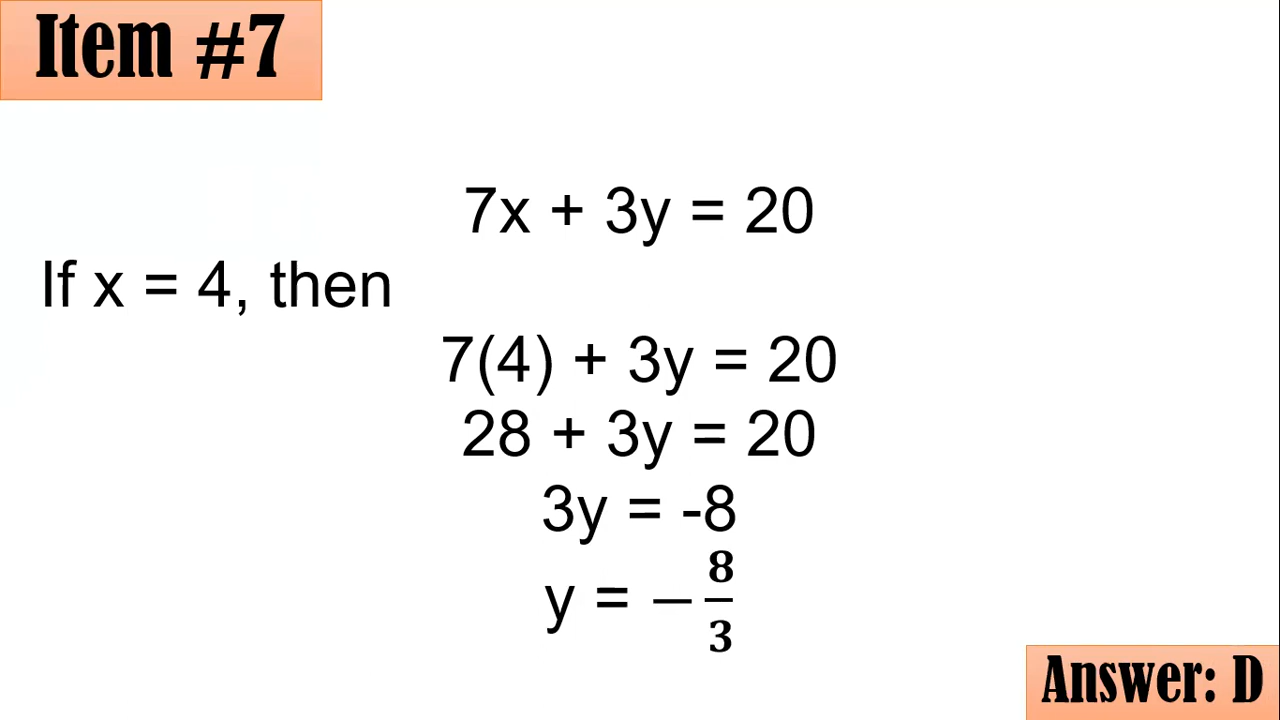 Item #7
7x + 3y = 20
If x = 4, then
7(4) + 3y = 20
28 + 3y = 20
3y = -8
y = −8/3
Answer: D